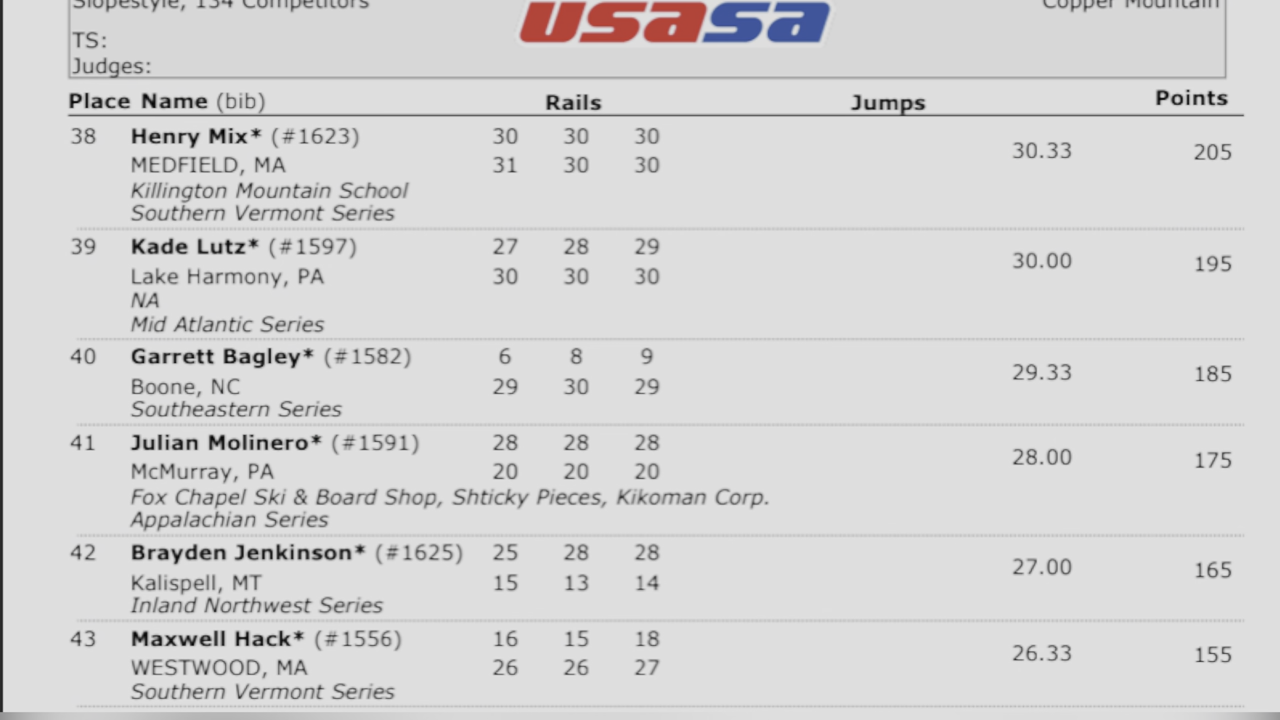 Slopestyle, 134 Competitors Copper Mountain
usasa
TS:
Judges:
Place Name (bib) Rails Jumps Points
38 Henry Mix* (#1623) 30 30 30 30.33 205
MEDFIELD, MA 31 30 30
Killington Mountain School
Southern Vermont Series
39 Kade Lutz* (#1597) 27 28 29 30.00 195
Lake Harmony, PA 30 30 30
NA
Mid Atlantic Series
40 Garrett Bagley* (#1582) 6 8 9 29.33 185
Boone, NC 29 30 29
Southeastern Series
41 Julian Molinero* (#1591) 28 28 28 28.00 175
McMurray, PA 20 20 20
Fox Chapel Ski & Board Shop, Shticky Pieces, Kikoman Corp.
Appalachian Series
42 Brayden Jenkinson* (#1625) 25 28 28 27.00 165
Kalispell, MT 15 13 14
Inland Northwest Series
43 Maxwell Hack* (#1556) 16 15 18 26.33 155
WESTWOOD, MA 26 26 27
Southern Vermont Series